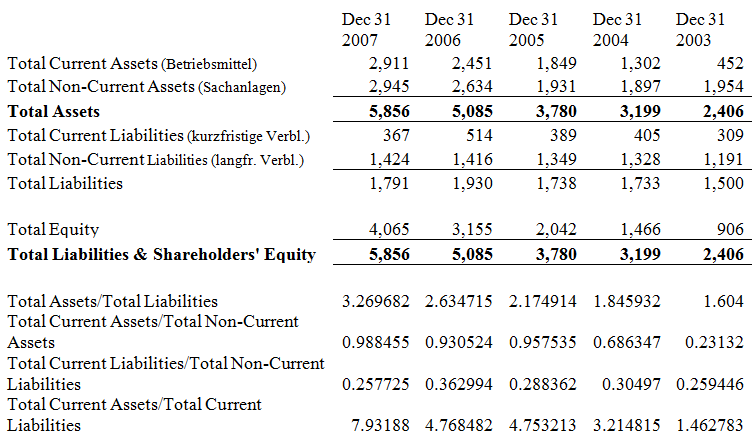 Dec 31 Dec 31 Dec 31 Dec 31 Dec 31
2007 2006 2005 2004 2003
Total Current Assets (Betriebsmittel) 2,911 2,451 1,849 1,302 452
Total Non-Current Assets (Sachanlagen) 2,945 2,634 1,931 1,897 1,954
Total Assets 5,856 5,085 3,780 3,199 2,406
Total Current Liabilities (kurzfristige Verbl.) 367 514 389 405 309
Total Non-Current Liabilities (langfr. Verbl.) 1,424 1,416 1,349 1,328 1,191
Total Liabilities 1,791 1,930 1,738 1,733 1,500
Total Equity 4,065 3,155 2,042 1,466 906
Total Liabilities & Shareholders' Equity 5,856 5,085 3,780 3,199 2,406
Total Assets/Total Liabilities 3.269682 2.634715 2.174914 1.845932 1.604
Total Current Assets/Total Non-Current
Assets 0.988455 0.930524 0.957535 0.686347 0.23132
Total Current Liabilities/Total Non-Current
Liabilities 0.257725 0.362994 0.288362 0.30497 0.259446
Total Current Assets/Total Current
Liabilities 7.93188 4.768482 4.753213 3.214815 1.462783